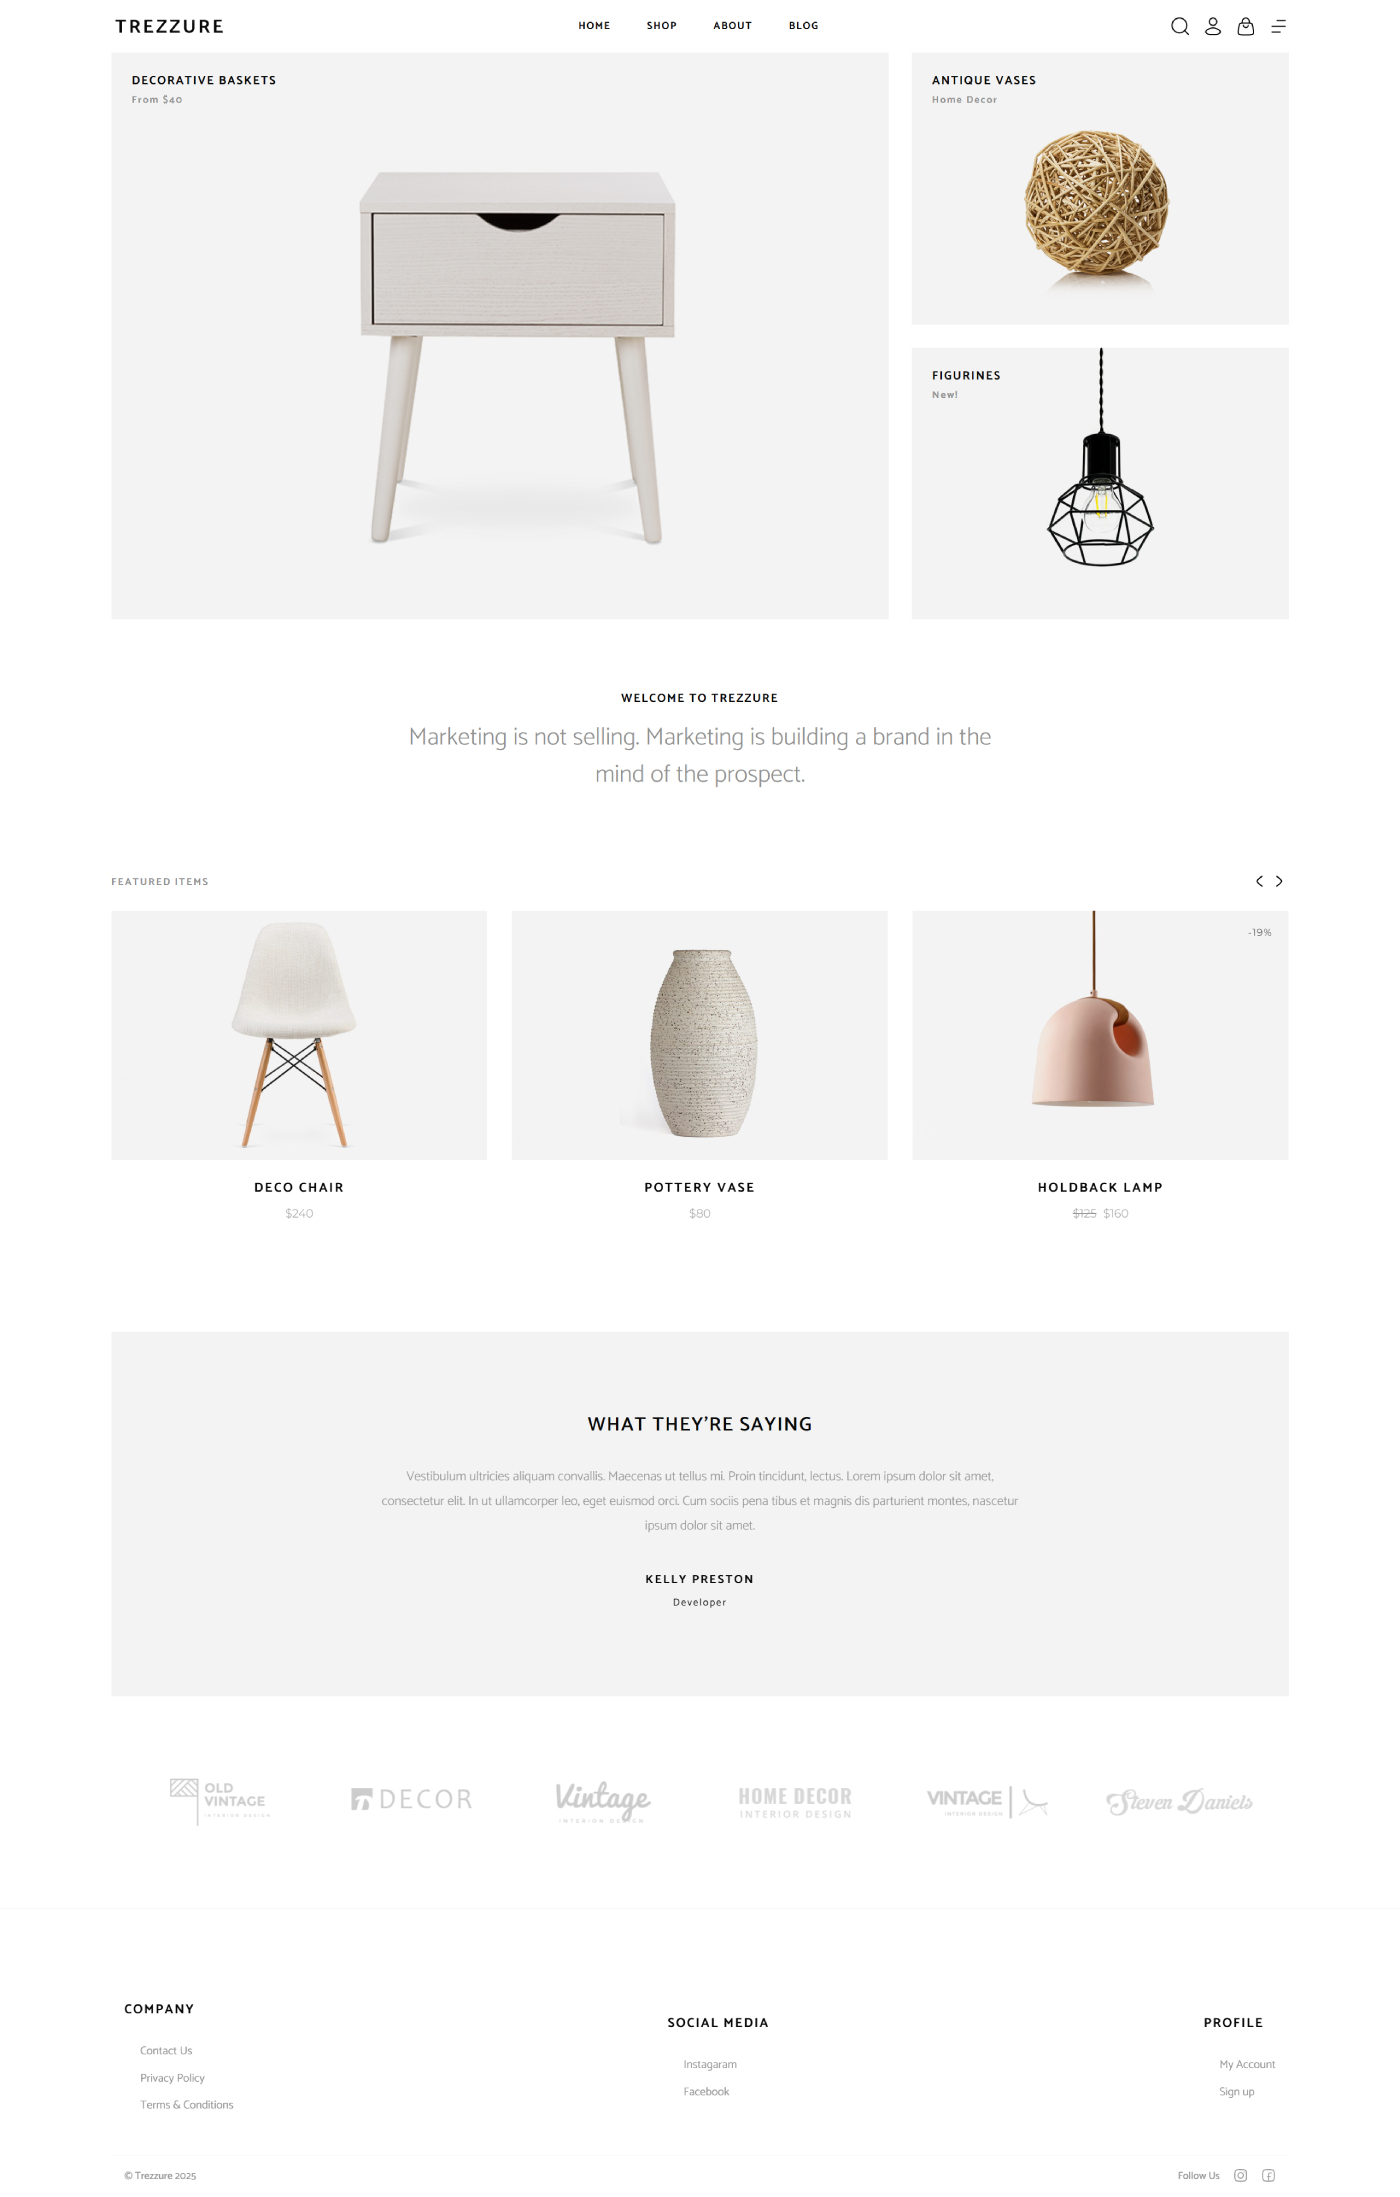 TREZZURE
HOME SHOP ABOUT BLOG
DECORATIVE BASKETS
From $40
ANTIQUE VASES
Home Decor
FIGURINES
New!
WELCOME TO TREZZURE
Marketing is not selling. Marketing is building a brand in the
mind of the prospect.
FEATURED ITEMS
-19%
DECO CHAIR
$240
POTTERY VASE
$80
HOLDBACK LAMP
$125 $160
WHAT THEY'RE SAYING
Vestibulum ultricies aliquam convallis. Maecenas ut tellus mi. Proin tincidunt, lectus. Lorem ipsum dolor sit amet,
consectetur elit. In ut ullamcorper leo, eget euismod orci. Cum sociis pena tibus et magnis dis parturient montes, nascetur
ipsum dolor sit amet.
KELLY PRESTON
Developer
OLD
VINTAGE
INTERIOR DESIGN
DECOR
Vintage
INTERION DESIGN
HOME DECOR
INTERIOR DESIGN
VINTAGE
INTERIOR DESIGN
Steven Daniels
COMPANY
Contact Us
Privacy Policy
Terms & Conditions
SOCIAL MEDIA
Instagaram
Facebook
PROFILE
My Account
Sign up
© Trezzure 2025
Follow Us